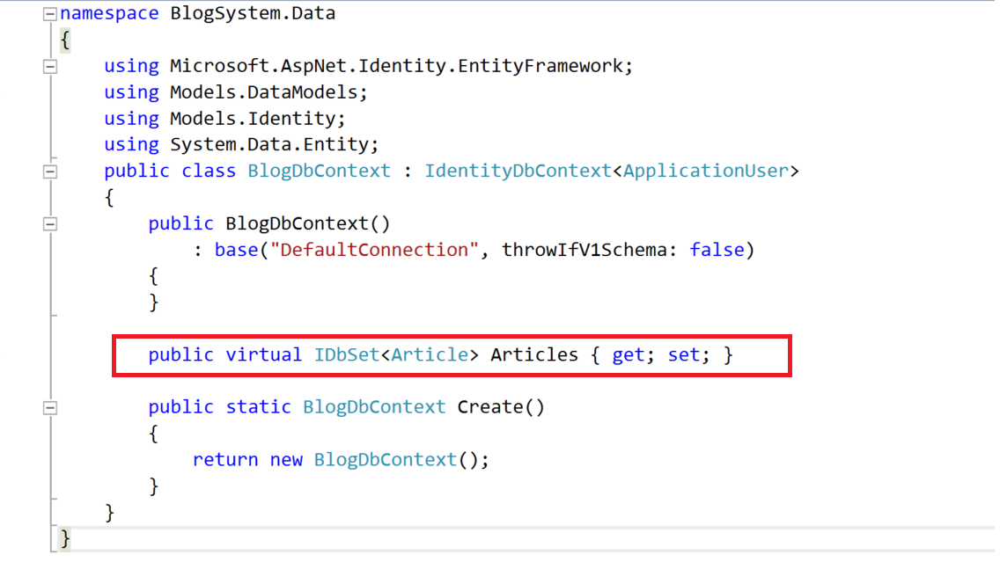 namespace BlogSystem.Data
{
    using Microsoft.AspNet.Identity.EntityFramework;
    using Models.DataModels;
    using Models.Identity;
    using System.Data.Entity;
    public class BlogDbContext : IdentityDbContext<ApplicationUser>
    {
        public BlogDbContext()
            : base("DefaultConnection", throwIfV1Schema: false)
        {
        }
        public virtual IDbSet<Article> Articles { get; set; }
        public static BlogDbContext Create()
        {
            return new BlogDbContext();
        }
    }
}